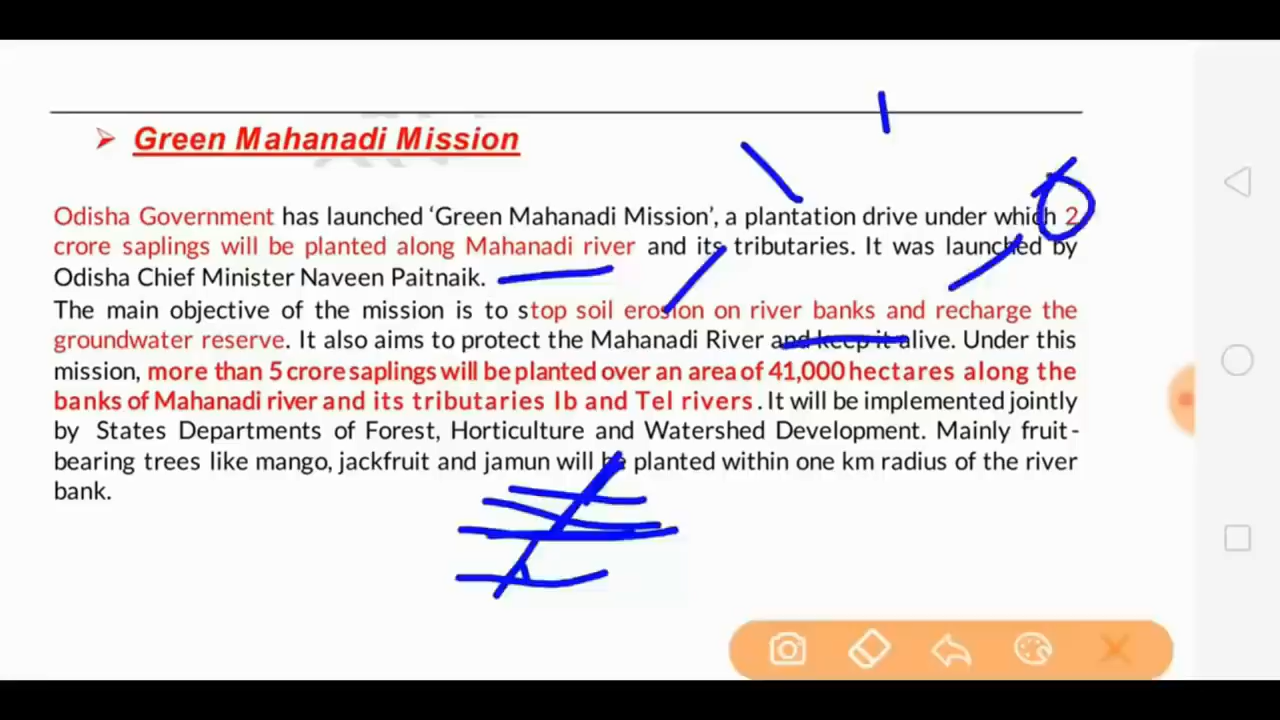 Green Mahanadi Mission
Odisha Government has launched ‘Green Mahanadi Mission’, a plantation drive under which 2
crore saplings will be planted along Mahanadi river and its tributaries. It was launched by
Odisha Chief Minister Naveen Paitnaik.
The main objective of the mission is to stop soil erosion on river banks and recharge the
groundwater reserve. It also aims to protect the Mahanadi River and keep it alive. Under this
mission, more than 5 crore saplings will be planted over an area of 41,000 hectares along the
banks of Mahanadi river and its tributaries Ib and Tel rivers. It will be implemented jointly
by States Departments of Forest, Horticulture and Watershed Development. Mainly fruit-
bearing trees like mango, jackfruit and jamun will be planted within one km radius of the river
bank.